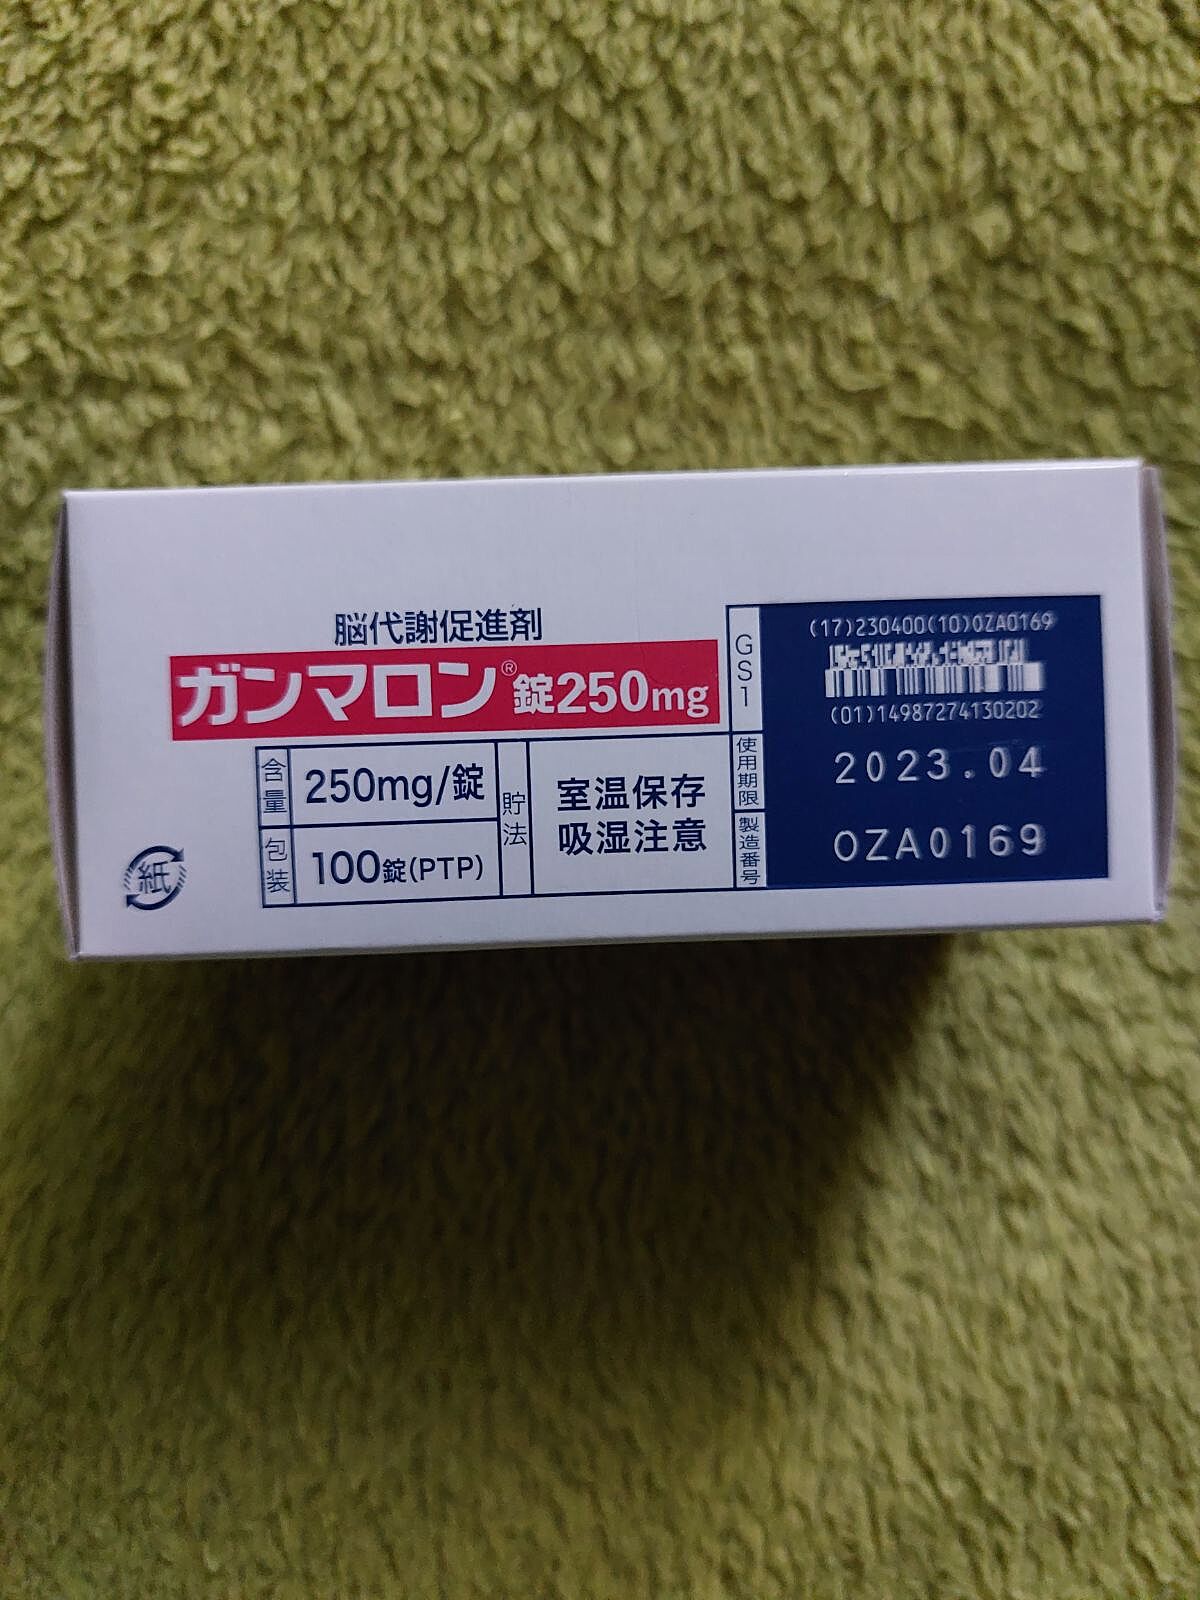 脳代謝促進剤
ガンマロン®錠250mg
含量
250mg/錠
包装
100錠(PTP)
貯法
室温保存
吸湿注意
GS1
(17)230400(10)0ZA0169
(01)14987274130202
使用期限
2023.04
製造番号
0ZA0169
紙